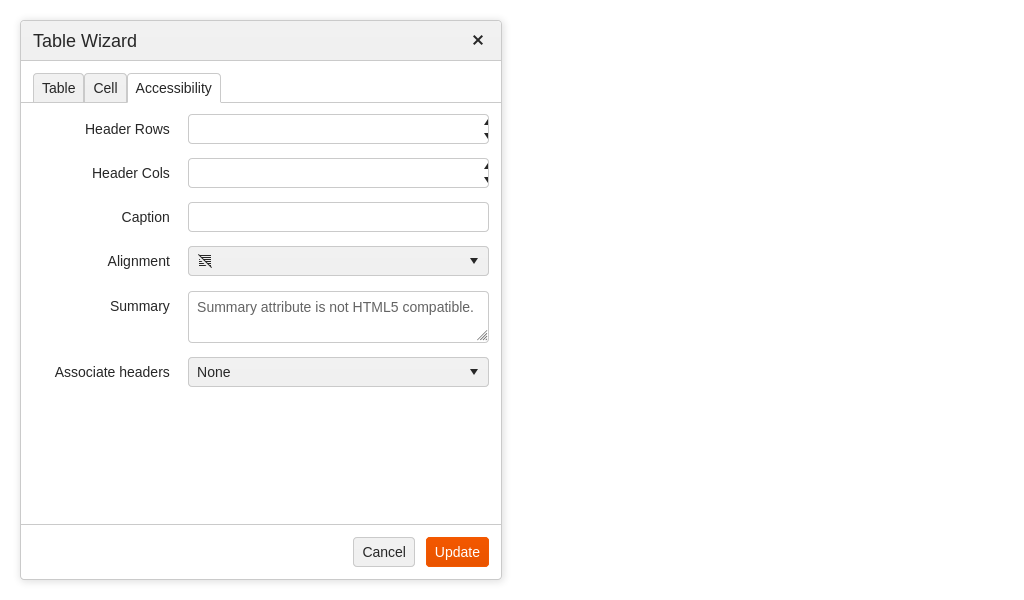 Table Wizard
Table Cell Accessibility
Header Rows
Header Cols
Caption
Alignment
Summary Summary attribute is not HTML5 compatible.
Associate headers None
Cancel Update